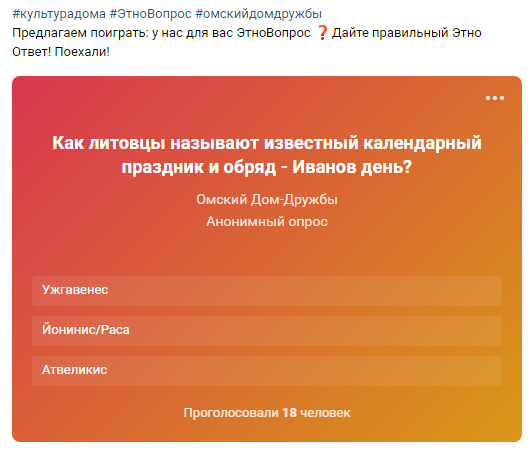 #культурадома #ЭтноВопрос #омскийдомдружбы
Предлагаем поиграть: у нас для вас ЭтноВопрос ❓ Дайте правильный Этно
Ответ! Поехали!
Как литовцы называют известный календарный
праздник и обряд - Иванов день?
Омский Дом-Дружбы
Анонимный опрос
Ужгавенес
Йонинис/Раса
Атвеликис
Проголосовали 18 человек